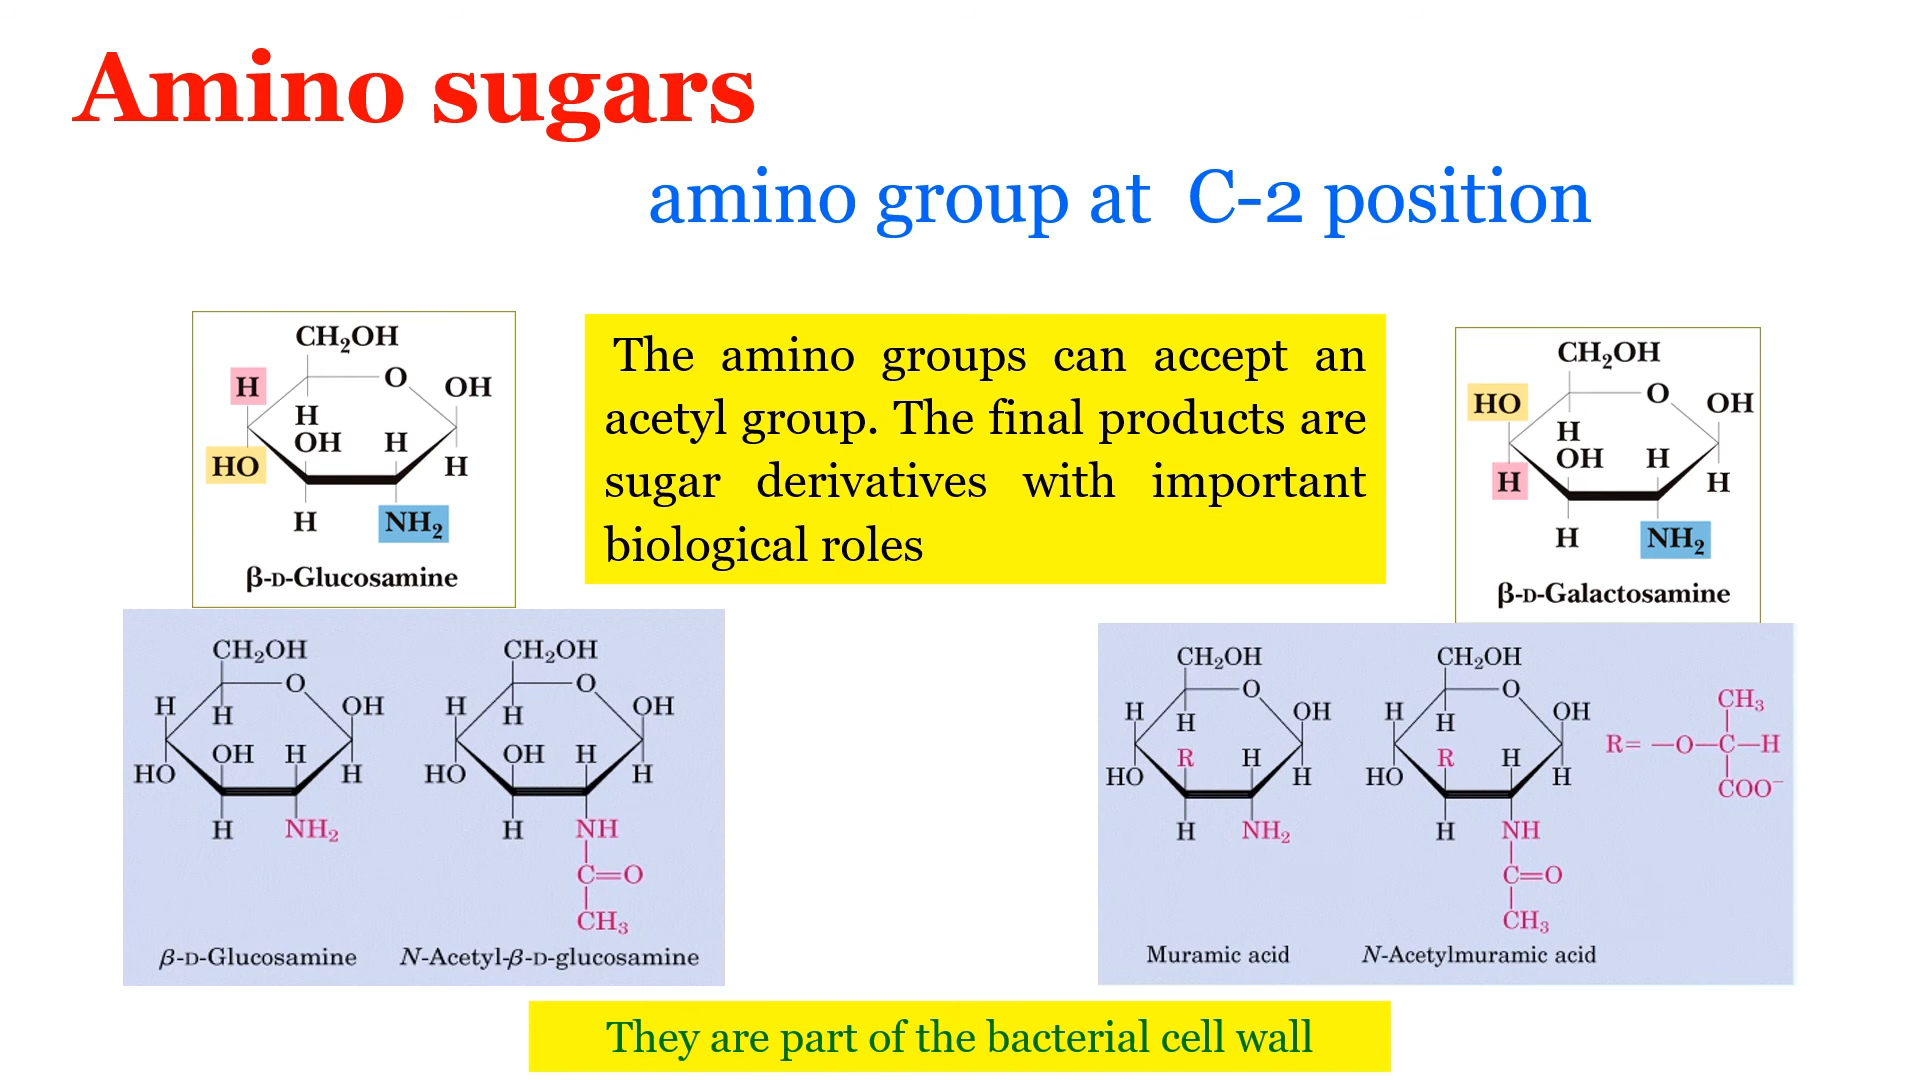 Amino sugars
amino group at C-2 position
CH₂OH
H
O
OH
H
OH
H
HO
H
H
NH₂
β-D-Glucosamine
The amino groups can accept an
acetyl group. The final products are
sugar derivatives with important
biological roles
CH₂OH
HO
O
OH
H
OH
H
H
H
H
NH₂
β-D-Galactosamine
CH₂OH
O
H
H
OH
OH
H
HO
H
H
NH₂
β-D-Glucosamine
CH₂OH
O
H
H
OH
OH
H
HO
H
H
NH
C=O
CH₃
N-Acetyl-β-D-glucosamine
CH₂OH
O
H
H
OH
R
H
HO
H
H
NH₂
Muramic acid
CH₂OH
O
H
H
OH
R
H
HO
H
H
NH
C=O
CH₃
N-Acetylmuramic acid
CH₃
R= —O—C—H
COO⁻
They are part of the bacterial cell wall